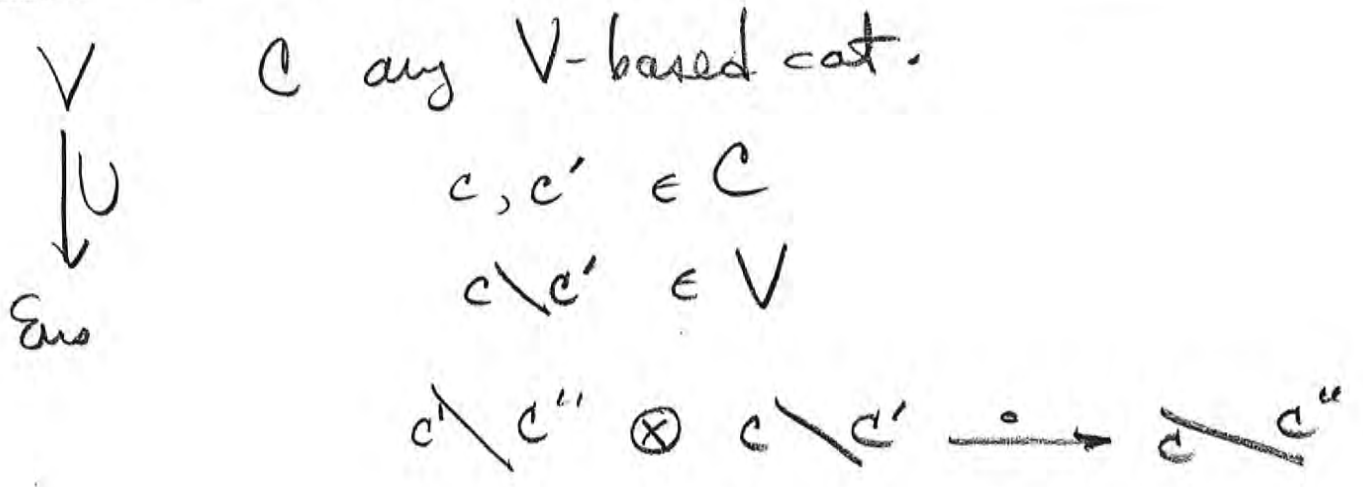 V C any V-based cat.
U c, c' ∈ C
c\c' ∈ V
Ens
c'\c'' ⊗ c\c' ∘→ c\c''